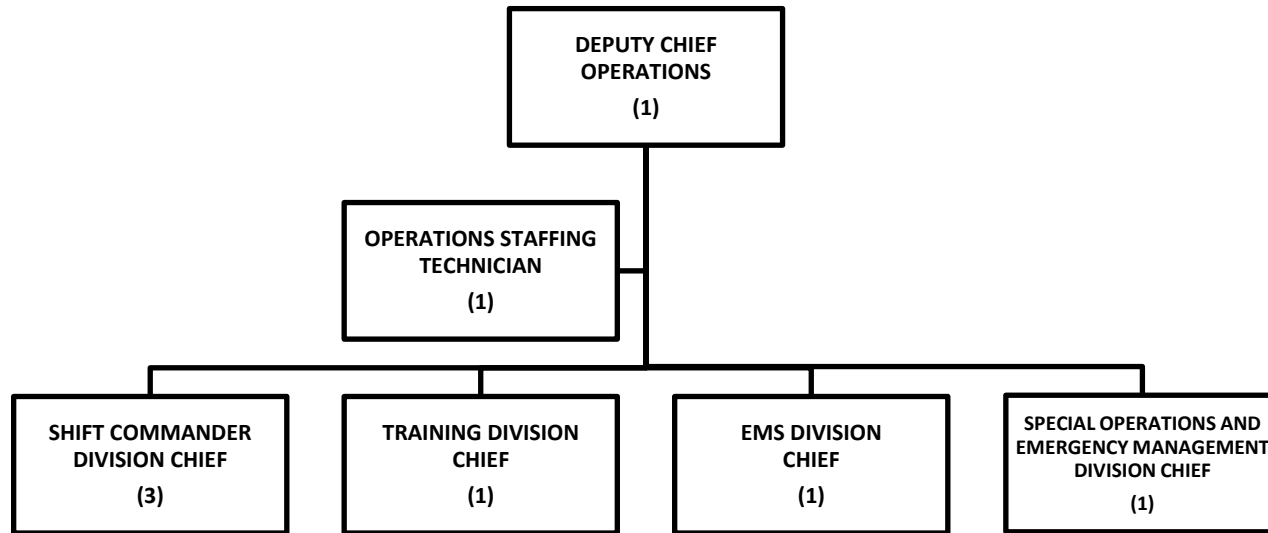 DEPUTY CHIEF
OPERATIONS
(1)
OPERATIONS STAFFING
TECHNICIAN
(1)
SHIFT COMMANDER
DIVISION CHIEF
(3)
TRAINING DIVISION
CHIEF
(1)
EMS DIVISION
CHIEF
(1)
SPECIAL OPERATIONS AND
EMERGENCY MANAGEMENT
DIVISION CHIEF
(1)